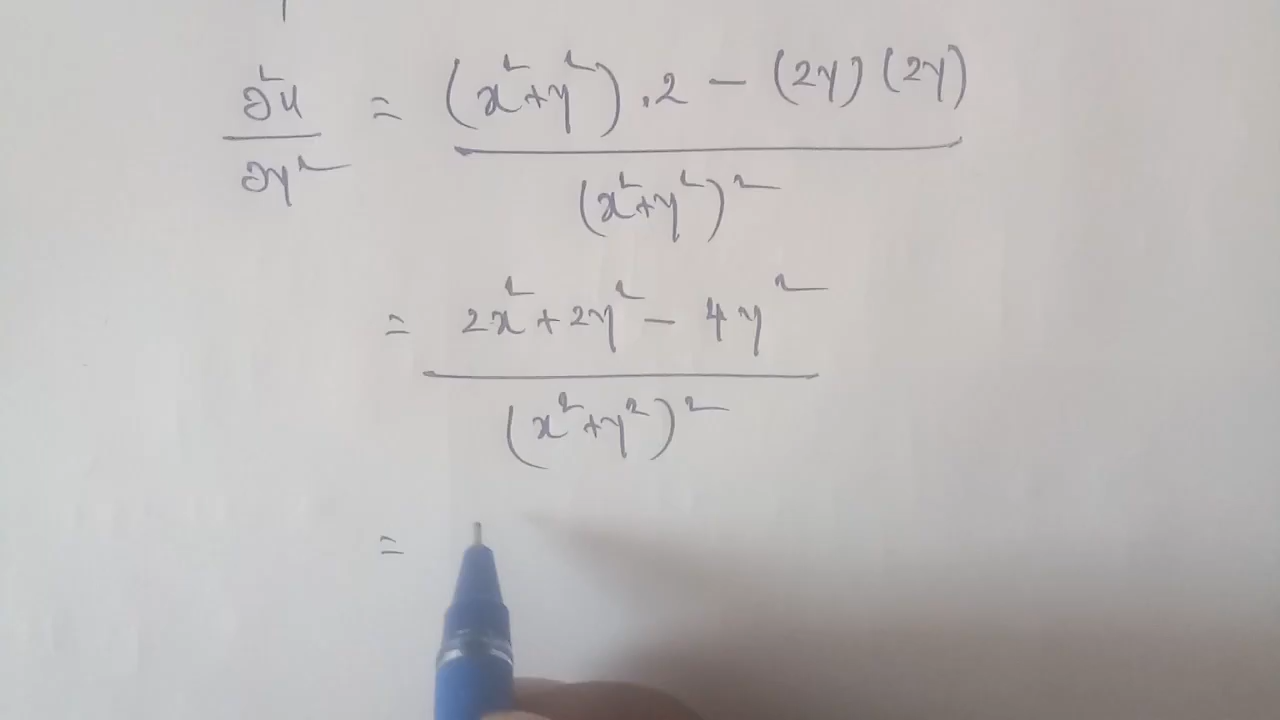 ∂²u/∂y² = ((x²+y²).2 − (2y)(2y))/(x²+y²)²
= (2x²+2y² − 4y²)/(x²+y²)²
=